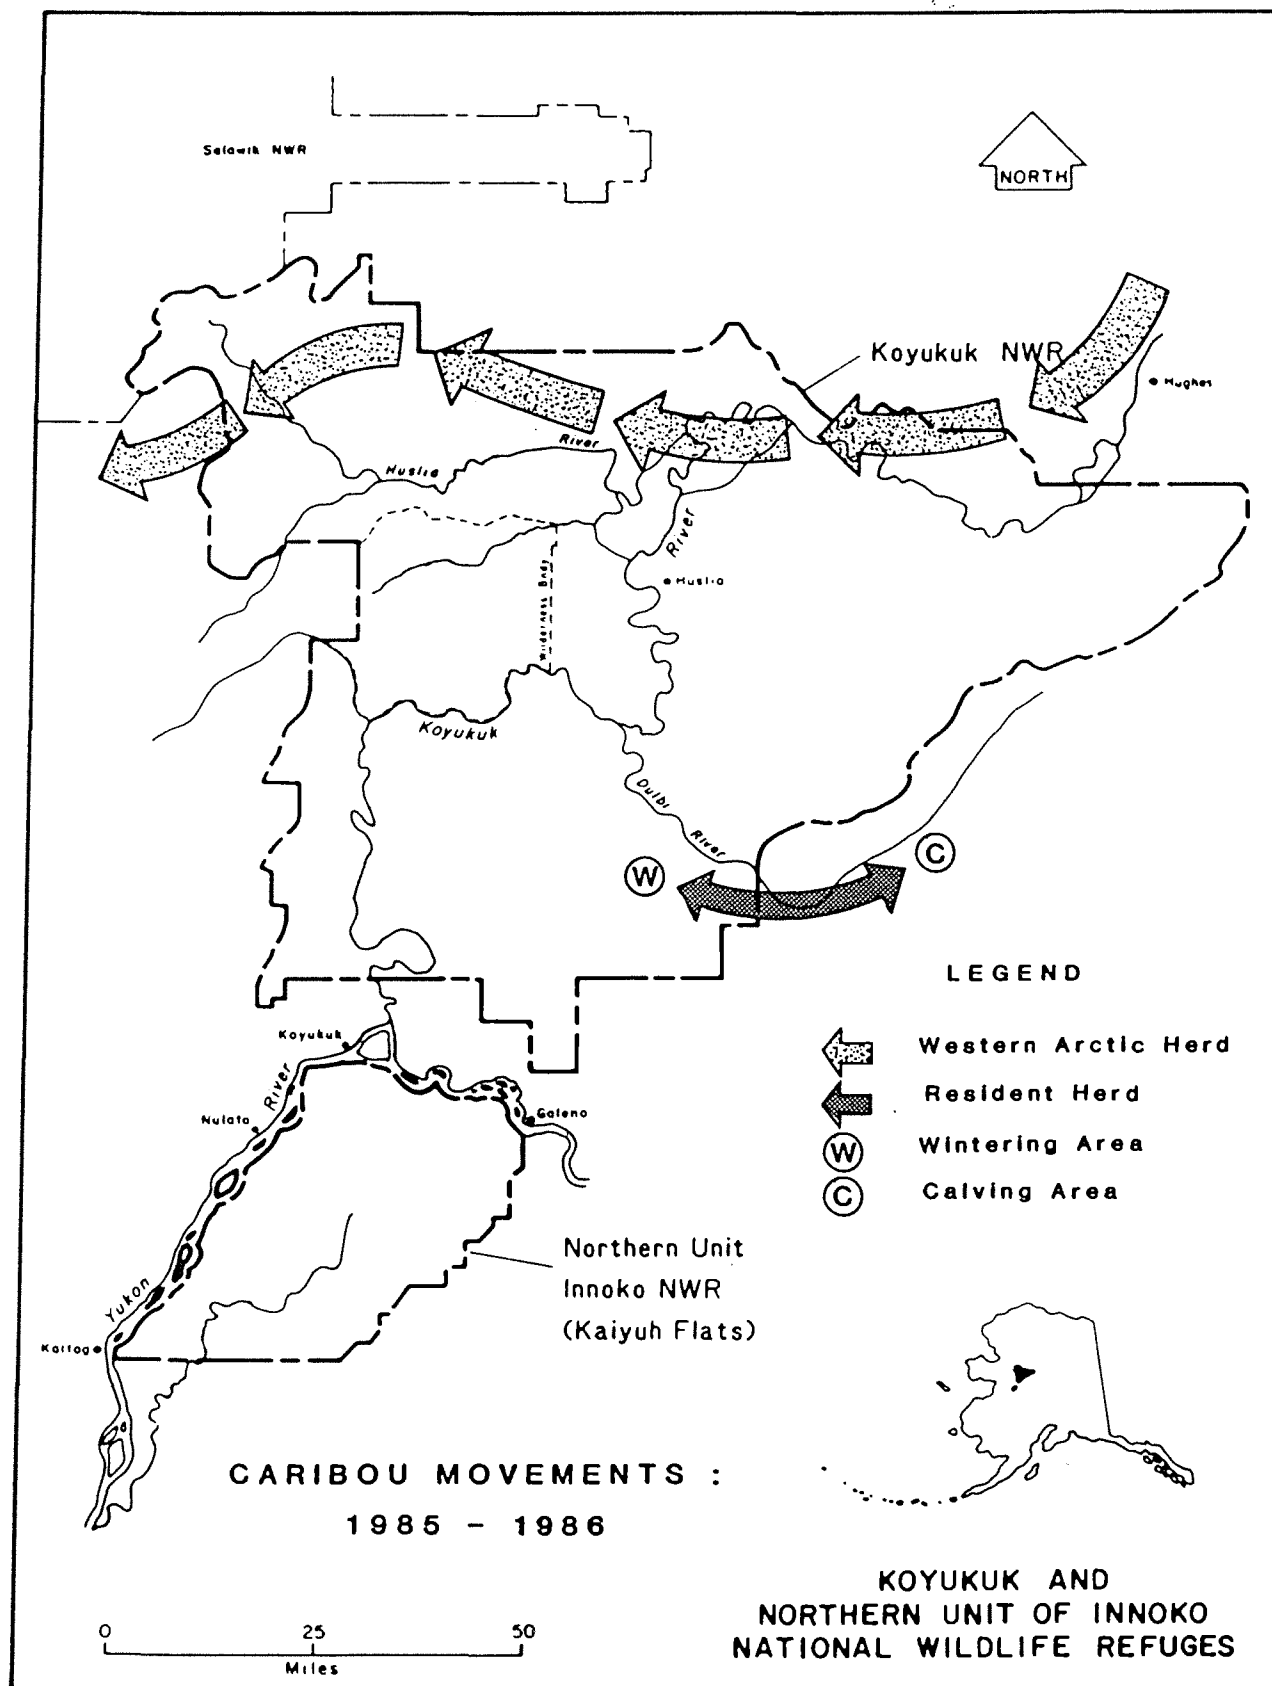 Selawik NWR
NORTH
Koyukuk NWR
Hughes
Huslia
River
River
Huslia
Wilderness Bndy
Koyukuk
Dulbi
River
W
C
LEGEND
Western Arctic Herd
Resident Herd
W Wintering Area
C Calving Area
Koyukuk
River
Nulato
Galena
Northern Unit
Innoko NWR
(Kaiyuh Flats)
Yukon
Kaltag
CARIBOU MOVEMENTS :
1985 - 1986
KOYUKUK AND
NORTHERN UNIT OF INNOKO
NATIONAL WILDLIFE REFUGES
0 25 50
Miles